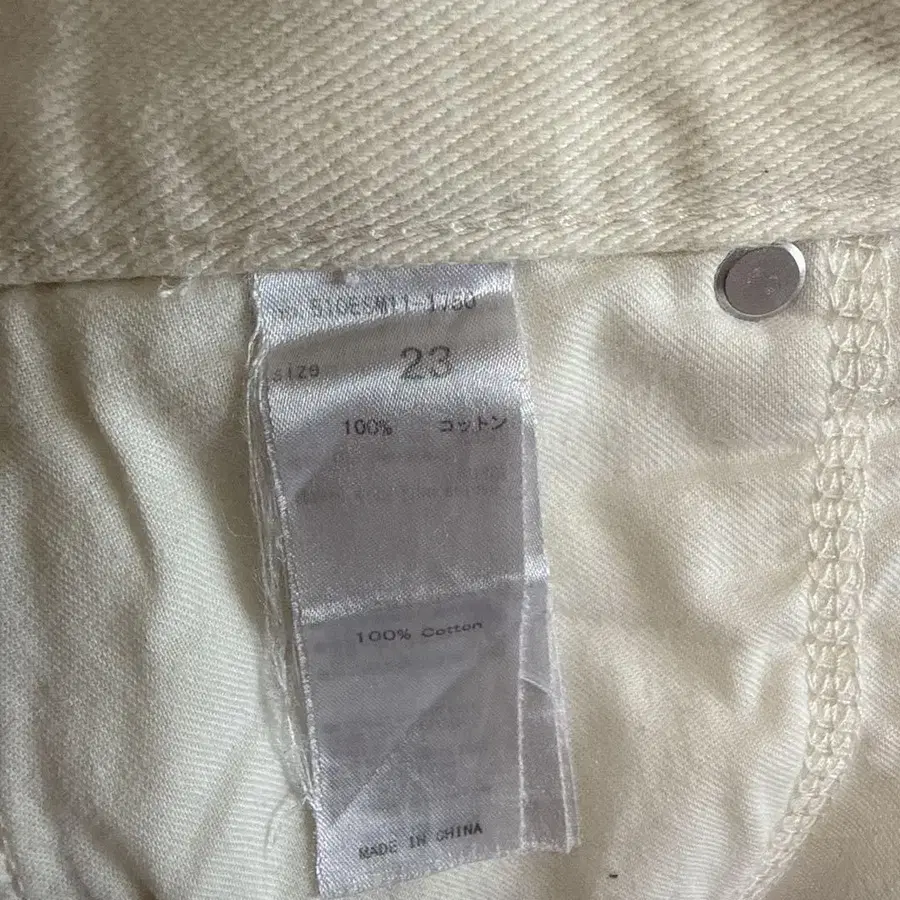 size 23
100% コットン
100% Cotton
MADE IN CHINA